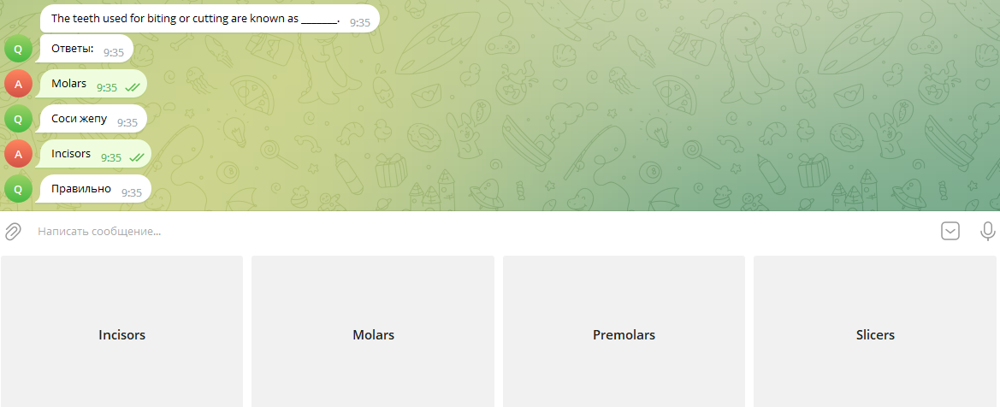 The teeth used for biting or cutting are known as _______. 9:35
Q Ответы: 9:35
A Molars 9:35
Q Соси жепу 9:35
A Incisors 9:35
Q Правильно 9:35
Написать сообщение...
Incisors Molars Premolars Slicers